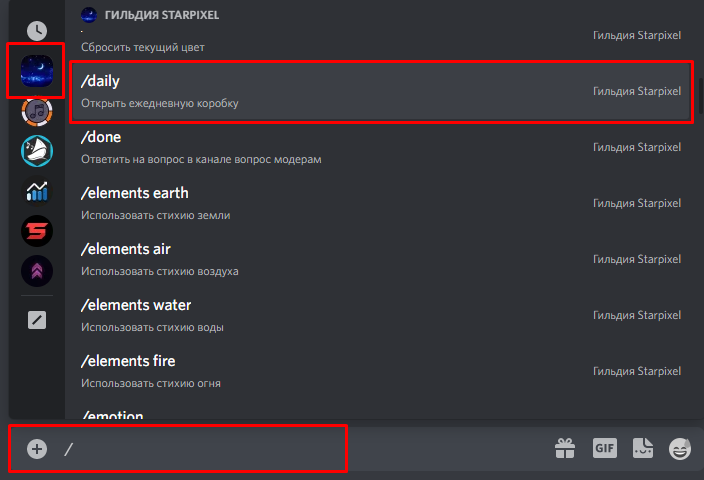 ГИЛЬДИЯ STARPIXEL
Сбросить текущий цвет
Гильдия Starpixel
/daily
Открыть ежедневную коробку
Гильдия Starpixel
/done
Ответить на вопрос в канале вопрос модерам
Гильдия Starpixel
/elements earth
Использовать стихию земли
Гильдия Starpixel
/elements air
Использовать стихию воздуха
Гильдия Starpixel
/elements water
Использовать стихию воды
Гильдия Starpixel
/elements fire
Использовать стихию огня
Гильдия Starpixel
/emotion
/
GIF